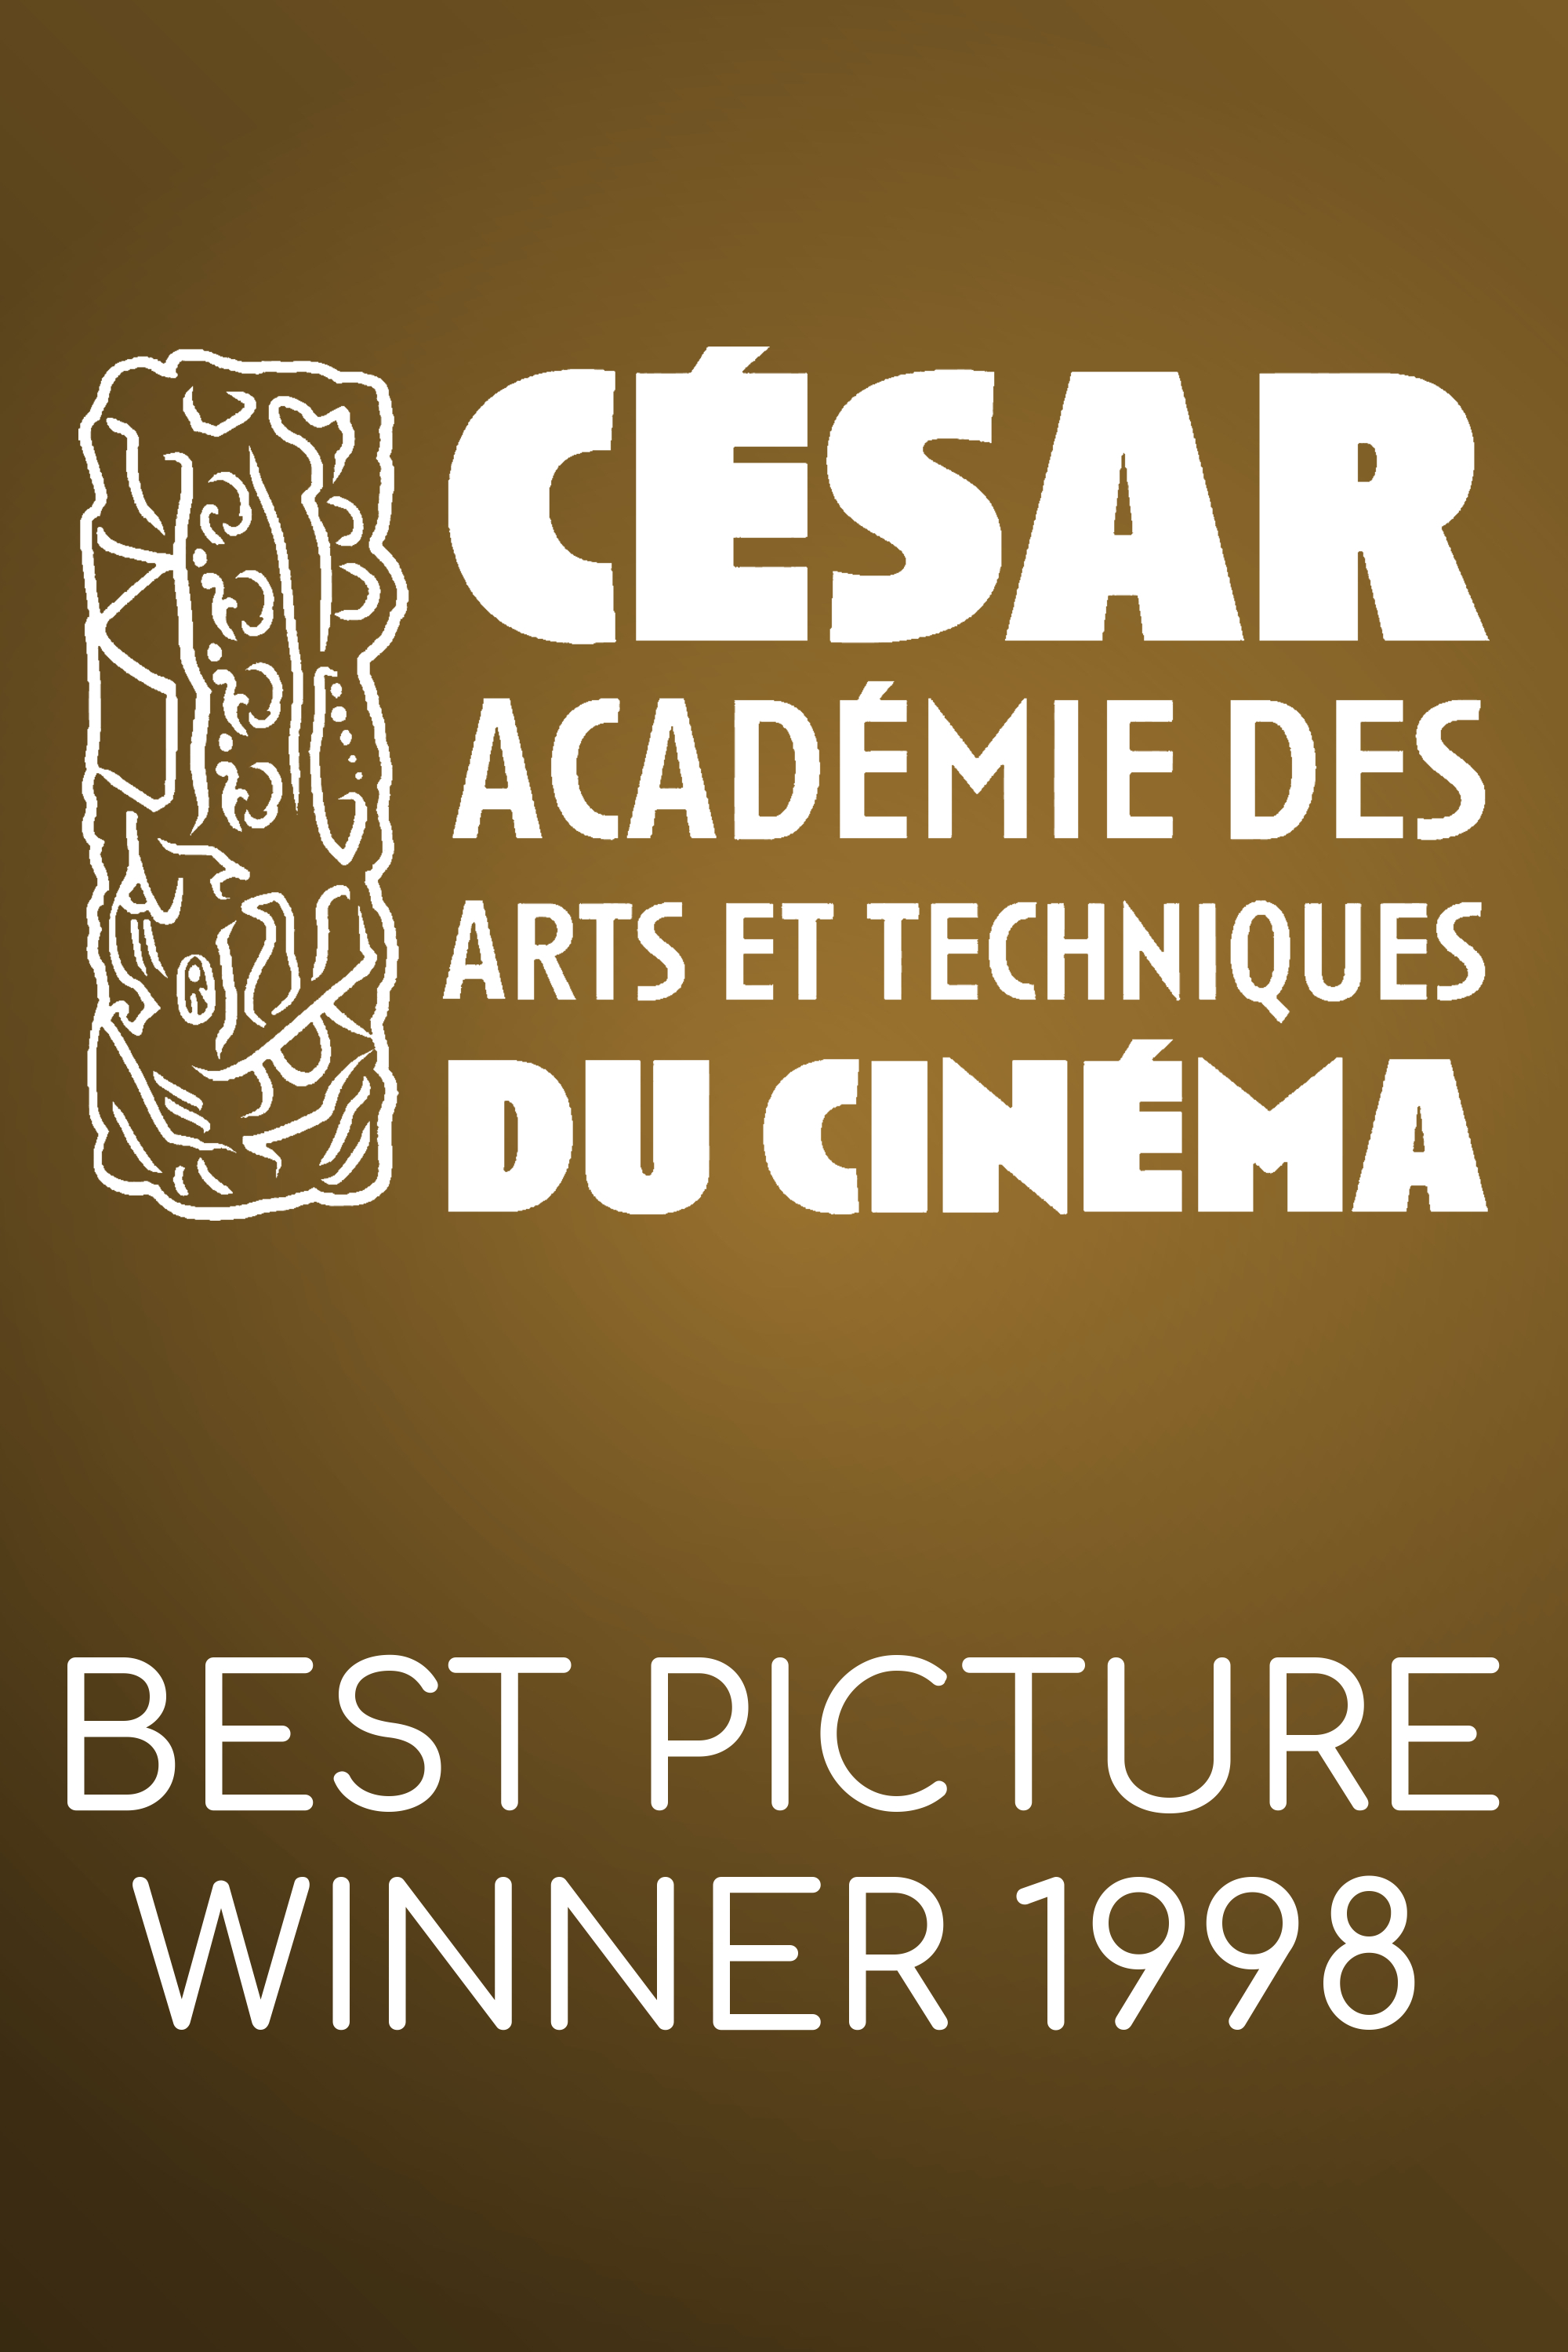 CÉSAR
ACADÉMIE DES
ARTS ET TECHNIQUES
DU CINÉMA
BEST PICTURE
WINNER 1998